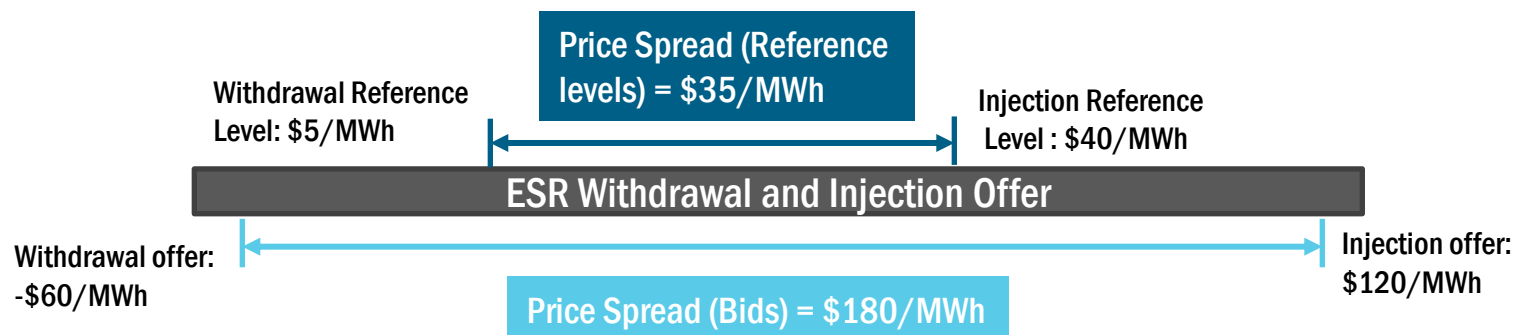 Price Spread (Reference
levels) = $35/MWh
Withdrawal Reference
Level: $5/MWh
Injection Reference
Level : $40/MWh
ESR Withdrawal and Injection Offer
Withdrawal offer:
-$60/MWh
Injection offer:
$120/MWh
Price Spread (Bids) = $180/MWh